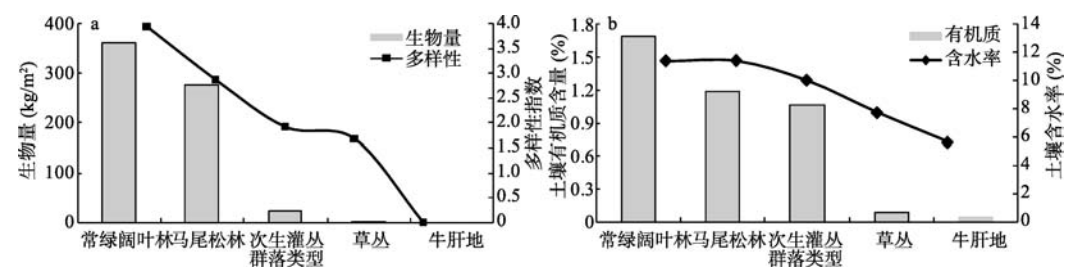 a
生物量
多样性
生物量 (kg/m²)
400
300
200
100
0
4.0
3.5
3.0
2.5
2.0
1.5
1.0
0.5
0
多样性指数
常绿阔叶林 马尾松林 次生灌丛 草丛 牛肝地
群落类型
b
有机质
含水率
土壤有机质含量 (%)
1.8
1.5
1.2
0.9
0.6
0.3
0
14
12
10
8
6
4
2
0
土壤含水率 (%)
常绿阔叶林 马尾松林 次生灌丛 草丛 牛肝地
群落类型